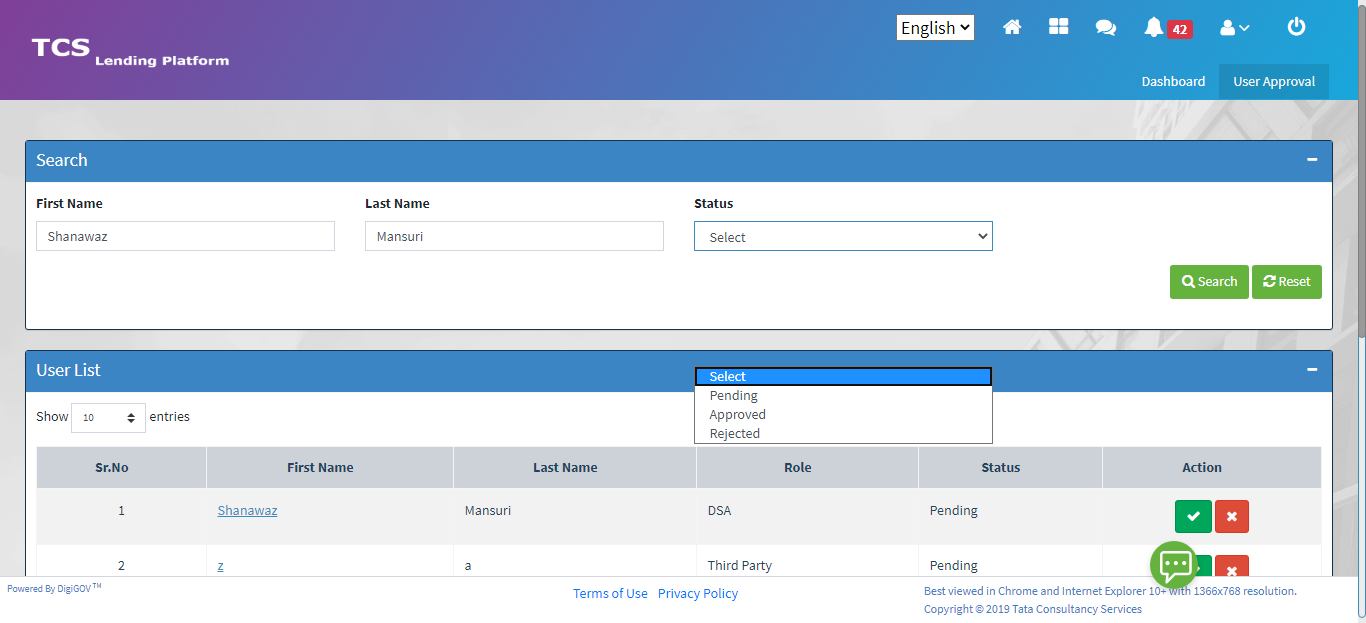 English
42
TCS Lending Platform
Dashboard User Approval
Search
First Name Last Name Status
Shanawaz Mansuri Select
Search Reset
User List
Select
Pending
Approved
Rejected
Show 10 entries
Sr.No First Name Last Name Role Status Action
1 Shanawaz Mansuri DSA Pending
2 z a Third Party Pending
Powered By DigiGOV™
Terms of Use Privacy Policy
Best viewed in Chrome and Internet Explorer 10+ with 1366x768 resolution.
Copyright © 2019 Tata Consultancy Services